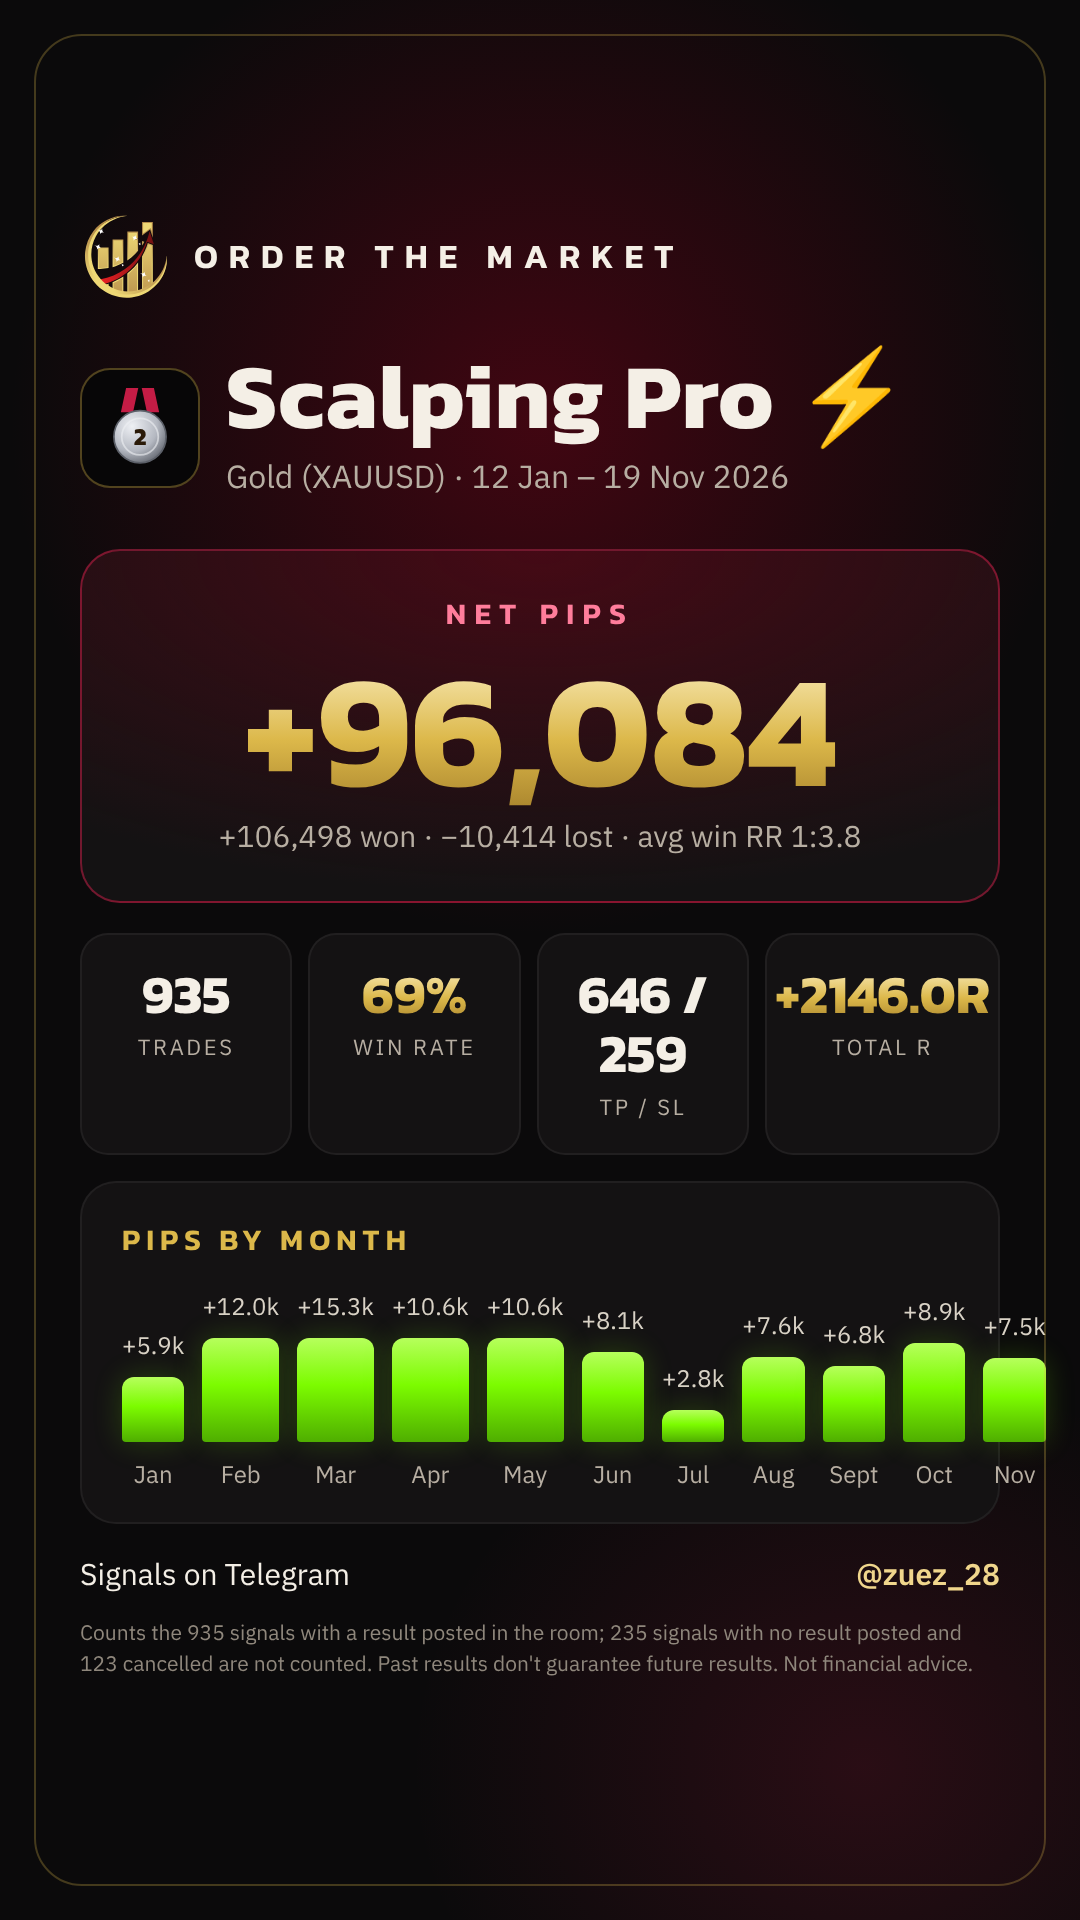 ORDER THE MARKET
2
Scalping Pro ⚡
Gold (XAUUSD) · 12 Jan – 19 Nov 2026
NET PIPS
+96,084
+106,498 won · −10,414 lost · avg win RR 1:3.8
935
TRADES
69%
WIN RATE
646 /
259
TP / SL
+2146.0R
TOTAL R
PIPS BY MONTH
+5.9k +12.0k +15.3k +10.6k +10.6k +8.1k +2.8k +7.6k +6.8k +8.9k +7.5k
Jan Feb Mar Apr May Jun Jul Aug Sept Oct Nov
Signals on Telegram @zuez_28
Counts the 935 signals with a result posted in the room; 235 signals with no result posted and
123 cancelled are not counted. Past results don't guarantee future results. Not financial advice.